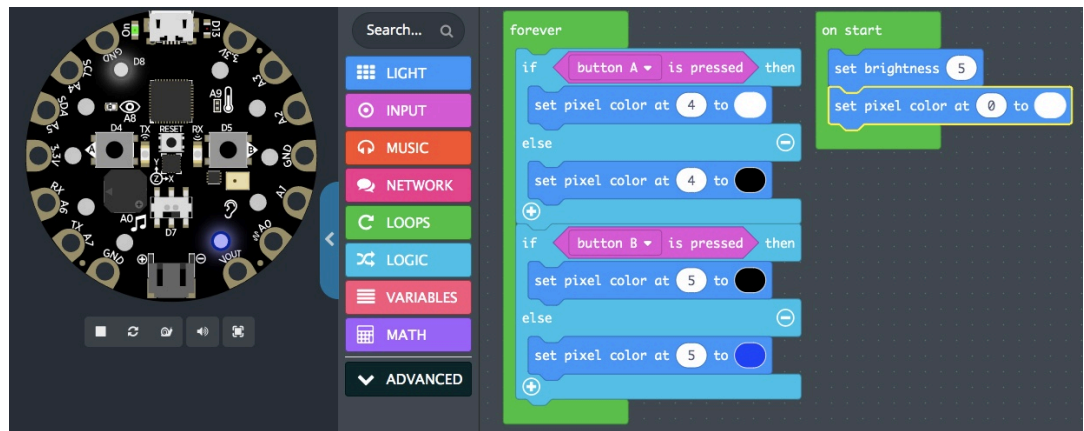 On
D13
GND
D8
3.3V
SCL
A4
A3
SDA
A5
A8
A9
A2
D4
TX
RESET
RX
D5
3.3V
A
B
GND
Y
Z
X
RX
A6
A1
A0
D7
TX
A7
A0
GND
VOUT
Search...
LIGHT
INPUT
MUSIC
NETWORK
LOOPS
LOGIC
VARIABLES
MATH
ADVANCED
forever
if button A is pressed then
set pixel color at 4 to
else
set pixel color at 4 to
if button B is pressed then
set pixel color at 5 to
else
set pixel color at 5 to
on start
set brightness 5
set pixel color at 0 to